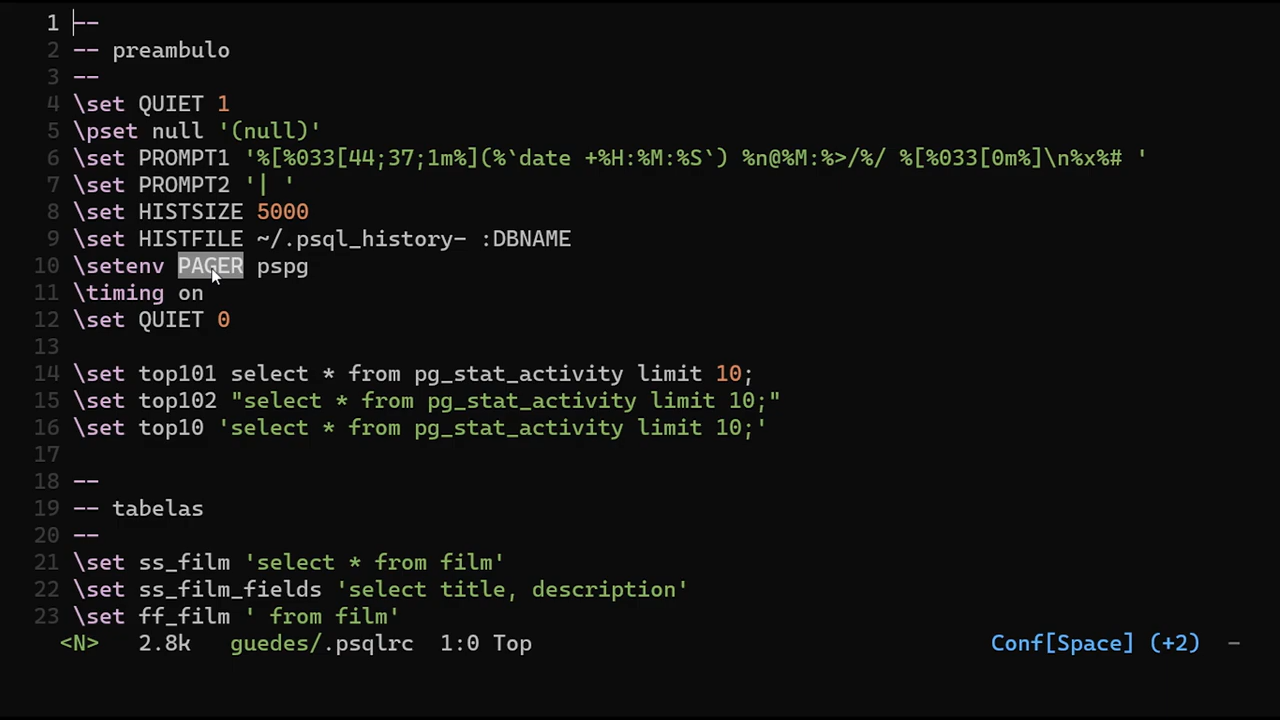 1 --
2 -- preambulo
3 --
4 \set QUIET 1
5 \pset null '(null)'
6 \set PROMPT1 '%[%033[44;37;1m%](%`date +%H:%M:%S`) %n@%M:%>/%/ %[%033[0m%]\n%x%# '
7 \set PROMPT2 '| '
8 \set HISTSIZE 5000
9 \set HISTFILE ~/.psql_history- :DBNAME
10 \setenv PAGER pspg
11 \timing on
12 \set QUIET 0
13
14 \set top101 select * from pg_stat_activity limit 10;
15 \set top102 "select * from pg_stat_activity limit 10;"
16 \set top10 'select * from pg_stat_activity limit 10;'
17
18 --
19 -- tabelas
20 --
21 \set ss_film 'select * from film'
22 \set ss_film_fields 'select title, description'
23 \set ff_film ' from film'
<N> 2.8k guedes/.psqlrc 1:0 Top Conf[Space] (+2) −